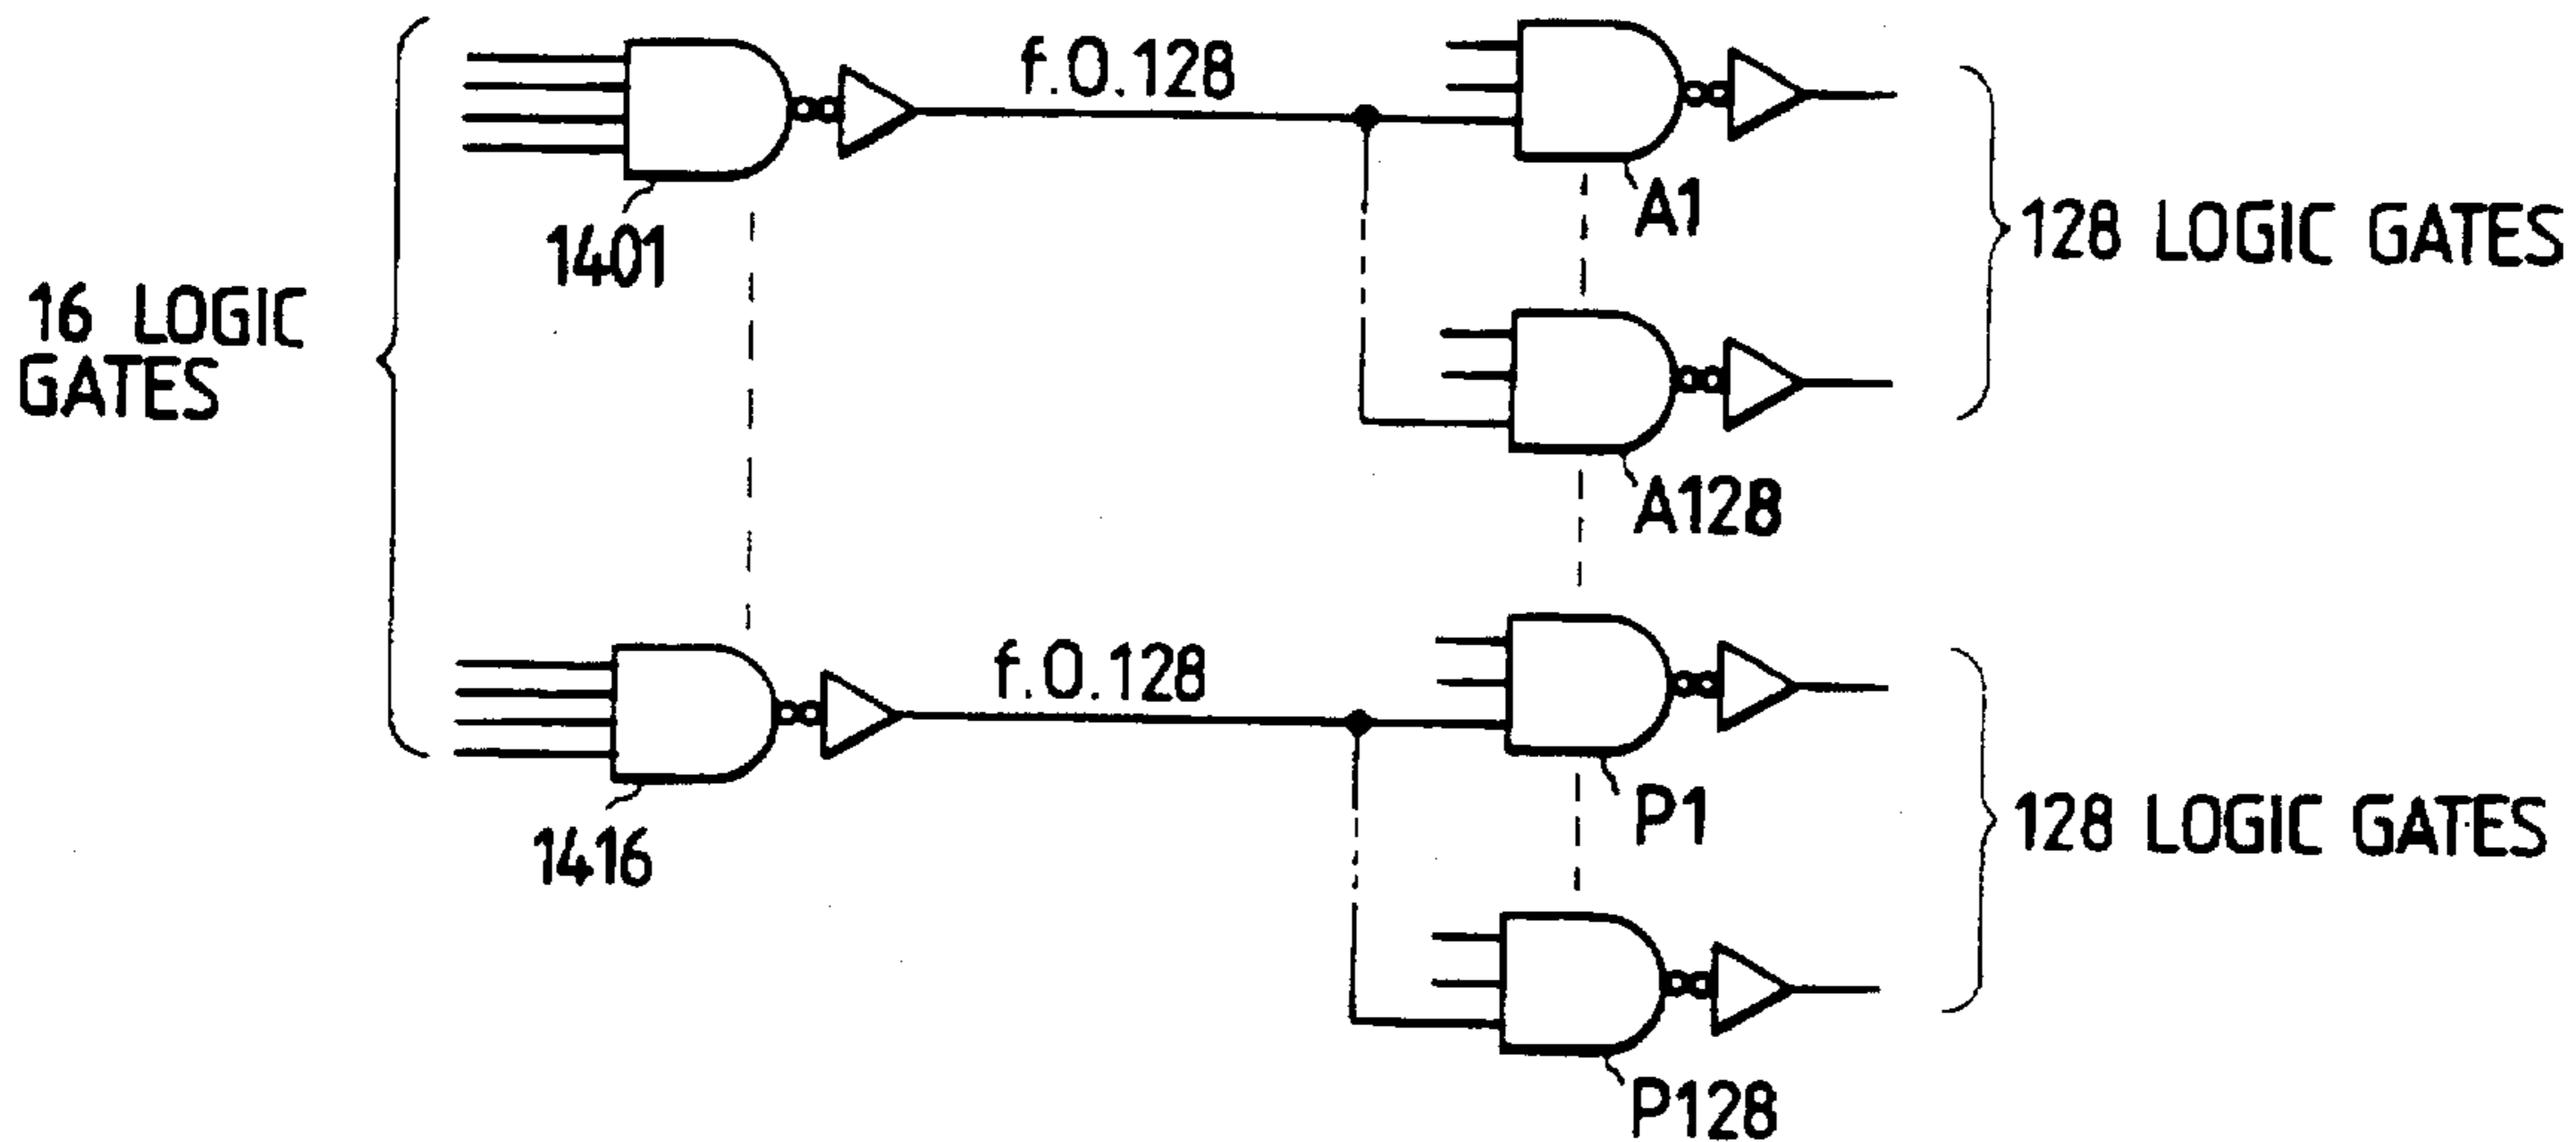 f.O.128
A1
1401
128 LOGIC GATES
16 LOGIC
GATES
A128
f.O.128
P1
1416
128 LOGIC GATES
P128